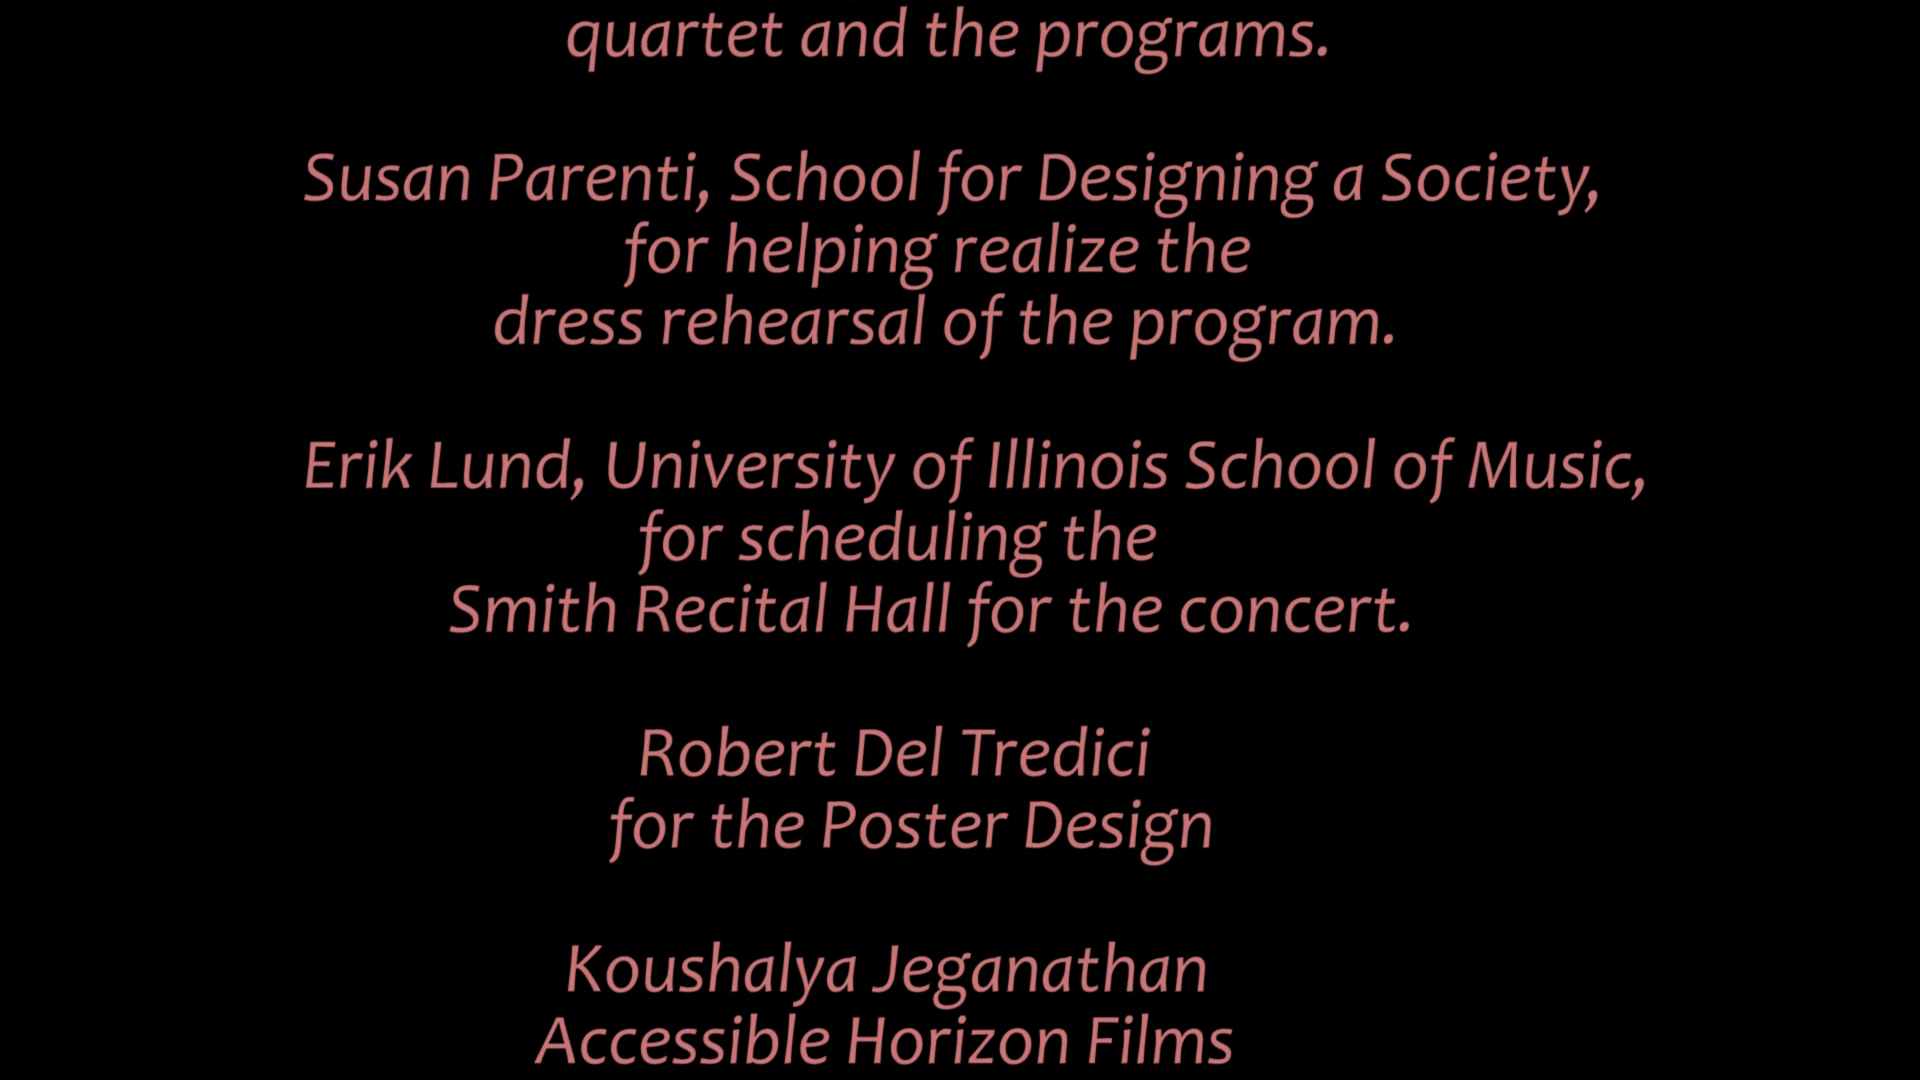 quartet and the programs.
Susan Parenti, School for Designing a Society,
for helping realize the
dress rehearsal of the program.
Erik Lund, University of Illinois School of Music,
for scheduling the
Smith Recital Hall for the concert.
Robert Del Tredici
for the Poster Design
Koushalya Jeganathan
Accessible Horizon Films